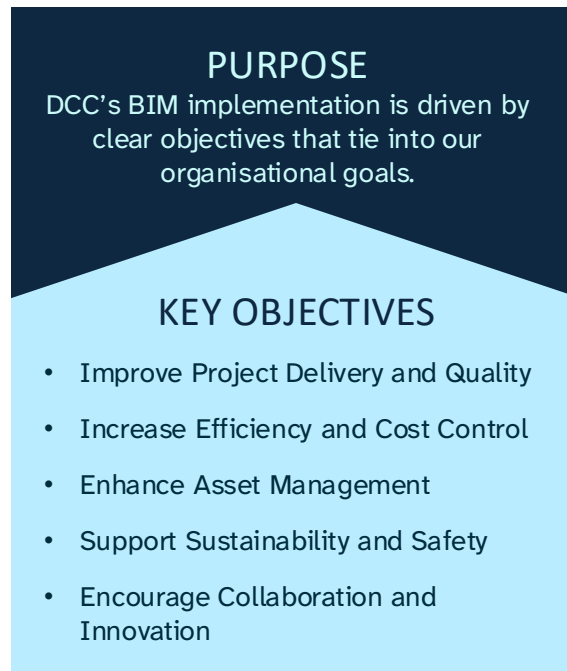 PURPOSE
DCC’s BIM implementation is driven by
clear objectives that tie into our
organisational goals.
KEY OBJECTIVES
• Improve Project Delivery and Quality
• Increase Efficiency and Cost Control
• Enhance Asset Management
• Support Sustainability and Safety
• Encourage Collaboration and
Innovation